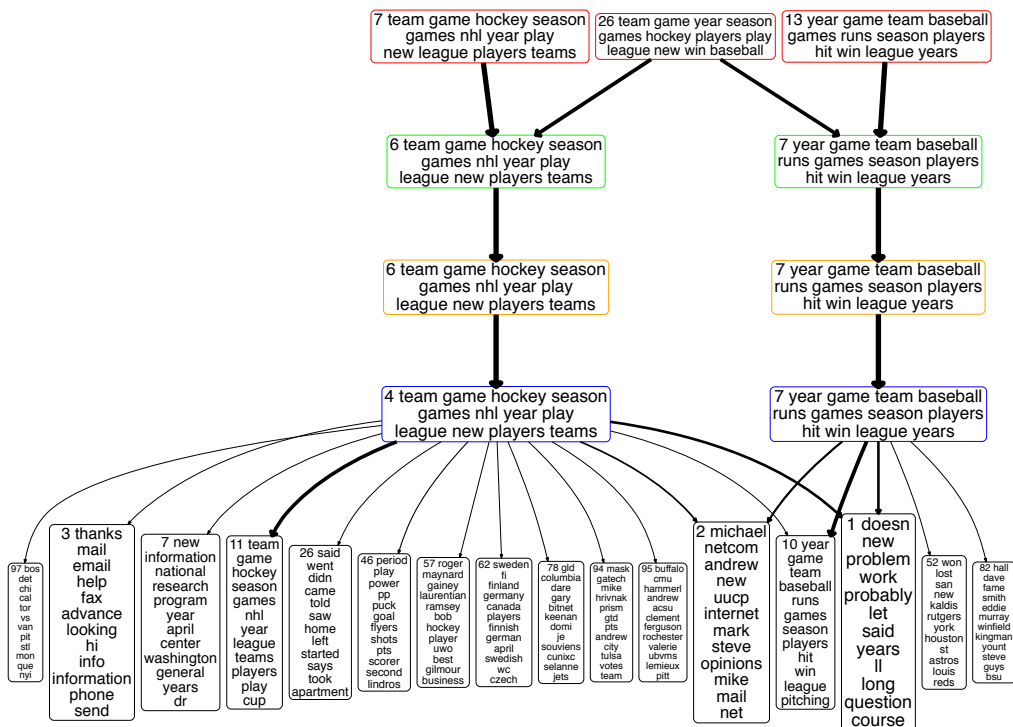 7 team game hockey season
games nhl year play
new league players teams
26 team game year season
games hockey players play
league new win baseball
13 year game team baseball
games runs season players
hit win league years
6 team game hockey season
games nhl year play
league new players teams
7 year game team baseball
runs games season players
hit win league years
6 team game hockey season
games nhl year play
league new players teams
7 year game team baseball
runs games season players
hit win league years
4 team game hockey season
games nhl year play
league new players teams
7 year game team baseball
runs games season players
hit win league years
97 bos
det
chi
cal
tor
vs
van
pit
stl
mon
que
nyi
3 thanks
mail
email
help
fax
advance
looking
hi
info
information
phone
send
7 new
information
national
research
program
year
april
center
washington
general
years
dr
11 team
game
hockey
season
games
nhl
year
league
teams
players
play
cup
26 said
went
didn
came
told
saw
home
left
started
says
took
apartment
46 period
play
power
pp
puck
goal
flyers
shots
pts
scorer
second
lindros
57 roger
maynard
gainey
laurentian
ramsey
bob
hockey
player
uwo
best
gilmour
business
62 sweden
fi
finland
germany
canada
players
finnish
german
april
swedish
wc
czech
78 gld
columbia
dare
gary
bitnet
keenan
domi
je
souviens
cunixc
selanne
jets
94 mask
gatech
mike
hrivnak
prism
gtd
pts
andrew
city
tulsa
votes
team
95 buffalo
cmu
hammerl
andrew
acsu
clement
ferguson
rochester
valerie
ubvms
lemieux
pitt
2 michael
netcom
andrew
new
uucp
internet
mark
steve
opinions
mike
mail
net
10 year
game
team
baseball
runs
games
season
players
hit
win
league
pitching
1 doesn
new
problem
work
probably
let
said
years
ll
long
question
course
52 won
lost
san
new
kaldis
rutgers
york
houston
st
astros
louis
reds
82 hall
dave
fame
smith
eddie
murray
winfield
kingman
yount
steve
guys
bsu